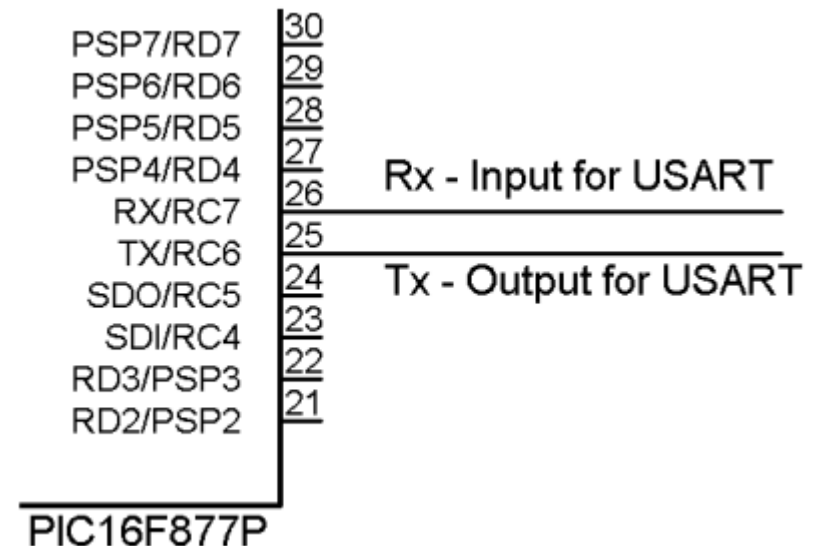 PSP7/RD7 30
PSP6/RD6 29
PSP5/RD5 28
PSP4/RD4 27
RX/RC7 26 Rx - Input for USART
TX/RC6 25
SDO/RC5 24 Tx - Output for USART
SDI/RC4 23
RD3/PSP3 22
RD2/PSP2 21
PIC16F877P